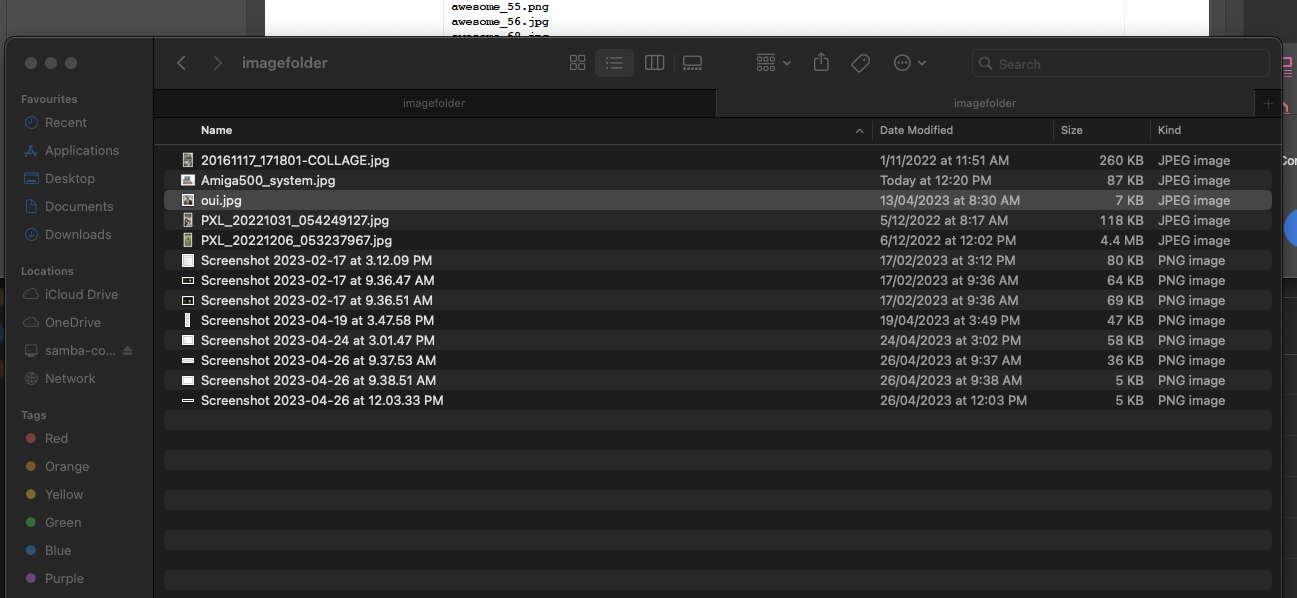 awesome_55.png
awesome_56.jpg
awesome_68.jpg
imagefolder
Search
imagefolder
imagefolder
Favourites
Recent
Applications
Desktop
Documents
Downloads
Locations
iCloud Drive
OneDrive
samba-co...
Network
Tags
Red
Orange
Yellow
Green
Blue
Purple
Name Date Modified Size Kind
20161117_171801-COLLAGE.jpg 1/11/2022 at 11:51 AM 260 KB JPEG image
Amiga500_system.jpg Today at 12:20 PM 87 KB JPEG image
oui.jpg 13/04/2023 at 8:30 AM 7 KB JPEG image
PXL_20221031_054249127.jpg 5/12/2022 at 8:17 AM 118 KB JPEG image
PXL_20221206_053237967.jpg 6/12/2022 at 12:02 PM 4.4 MB JPEG image
Screenshot 2023-02-17 at 3.12.09 PM 17/02/2023 at 3:12 PM 80 KB PNG image
Screenshot 2023-02-17 at 9.36.47 AM 17/02/2023 at 9:36 AM 64 KB PNG image
Screenshot 2023-02-17 at 9.36.51 AM 17/02/2023 at 9:36 AM 69 KB PNG image
Screenshot 2023-04-19 at 3.47.58 PM 19/04/2023 at 3:49 PM 47 KB PNG image
Screenshot 2023-04-24 at 3.01.47 PM 24/04/2023 at 3:02 PM 58 KB PNG image
Screenshot 2023-04-26 at 9.37.53 AM 26/04/2023 at 9:37 AM 36 KB PNG image
Screenshot 2023-04-26 at 9.38.51 AM 26/04/2023 at 9:38 AM 5 KB PNG image
Screenshot 2023-04-26 at 12.03.33 PM 26/04/2023 at 12:03 PM 5 KB PNG image